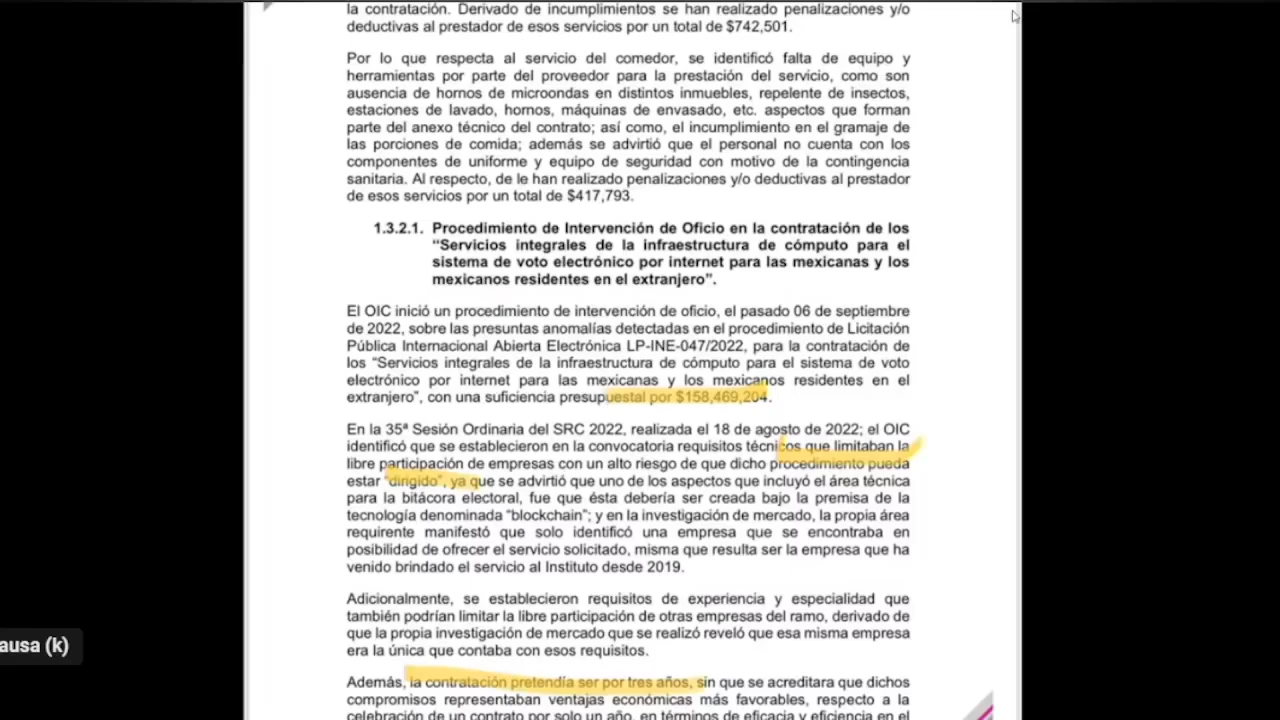 la contratación. Derivado de incumplimientos se han realizado penalizaciones y/o
deductivas al prestador de esos servicios por un total de $742,501.
Por lo que respecta al servicio del comedor, se identificó falta de equipo y
herramientas por parte del proveedor para la prestación del servicio, como son
ausencia de hornos de microondas en distintos inmuebles, repelente de insectos,
estaciones de lavado, hornos, máquinas de envasado, etc. aspectos que forman
parte del anexo técnico del contrato; así como, el incumplimiento en el gramaje de
las porciones de comida; además se advirtió que el personal no cuenta con los
componentes de uniforme y equipo de seguridad con motivo de la contingencia
sanitaria. Al respecto, de le han realizado penalizaciones y/o deductivas al prestador
de esos servicios por un total de $417,793.
1.3.2.1. Procedimiento de Intervención de Oficio en la contratación de los
“Servicios integrales de la infraestructura de cómputo para el
sistema de voto electrónico por internet para las mexicanas y los
mexicanos residentes en el extranjero”.
El OIC inició un procedimiento de intervención de oficio, el pasado 06 de septiembre
de 2022, sobre las presuntas anomalías detectadas en el procedimiento de Licitación
Pública Internacional Abierta Electrónica LP-INE-047/2022, para la contratación de
los “Servicios integrales de la infraestructura de cómputo para el sistema de voto
electrónico por internet para las mexicanas y los mexicanos residentes en el
extranjero”, con una suficiencia presupuestal por $158,469,204.
En la 35ª Sesión Ordinaria del SRC 2022, realizada el 18 de agosto de 2022; el OIC
identificó que se establecieron en la convocatoria requisitos técnicos que limitaban la
libre participación de empresas con un alto riesgo de que dicho procedimiento pueda
estar “dirigido”, ya que se advirtió que uno de los aspectos que incluyó el área técnica
para la bitácora electoral, fue que ésta debería ser creada bajo la premisa de la
tecnología denominada “blockchain”; y en la investigación de mercado, la propia área
requirente manifestó que solo identificó una empresa que se encontraba en
posibilidad de ofrecer el servicio solicitado, misma que resulta ser la empresa que ha
venido brindado el servicio al Instituto desde 2019.
Adicionalmente, se establecieron requisitos de experiencia y especialidad que
también podrían limitar la libre participación de otras empresas del ramo, derivado de
que la propia investigación de mercado que se realizó reveló que esa misma empresa
era la única que contaba con esos requisitos.
ausa (k)
Además, la contratación pretendía ser por tres años, sin que se acreditara que dichos
compromisos representaban ventajas económicas más favorables, respecto a la
celebración de un contrato por solo un año, en términos de eficacia y eficiencia en el